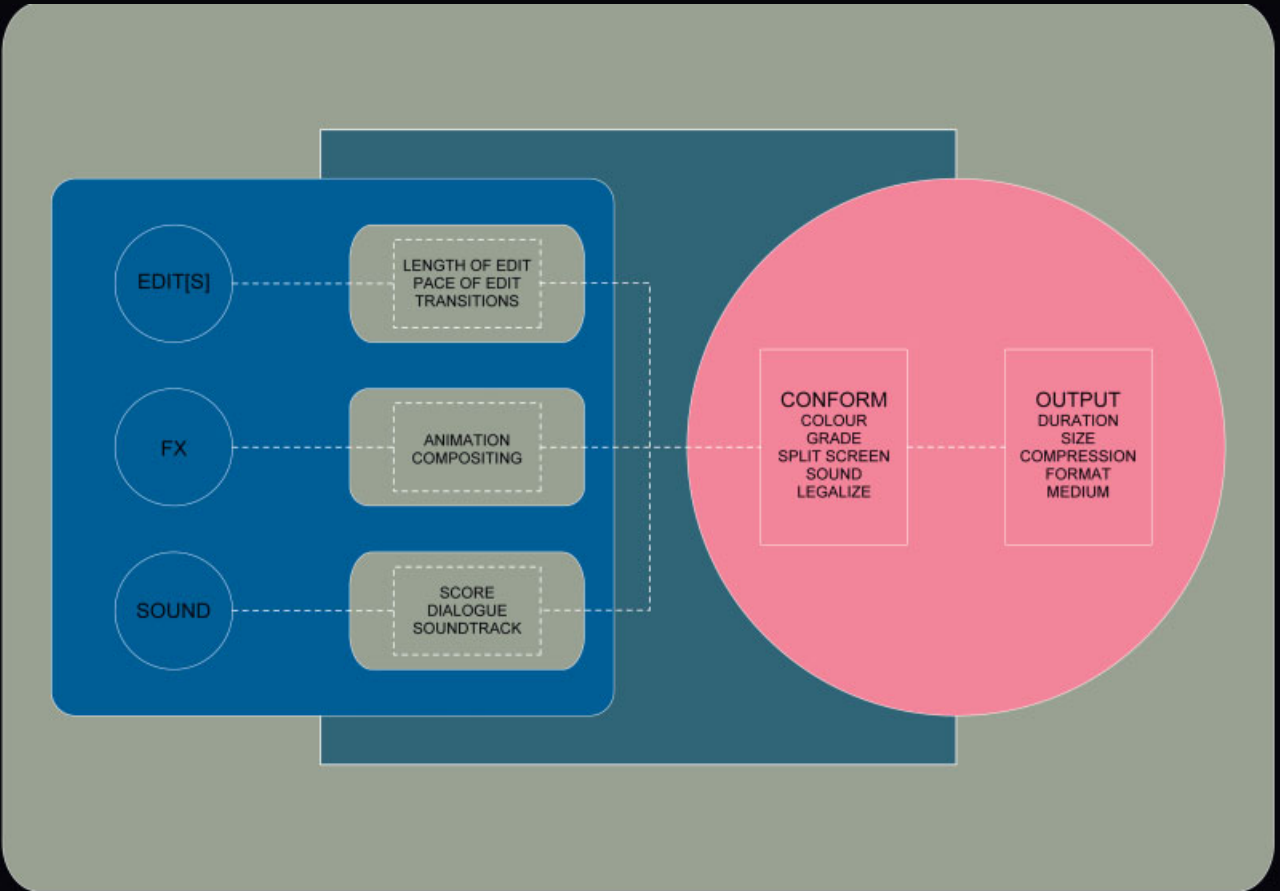 EDIT[S]
LENGTH OF EDIT
PACE OF EDIT
TRANSITIONS
FX
ANIMATION
COMPOSITING
SOUND
SCORE
DIALOGUE
SOUNDTRACK
CONFORM
COLOUR
GRADE
SPLIT SCREEN
SOUND
LEGALIZE
OUTPUT
DURATION
SIZE
COMPRESSION
FORMAT
MEDIUM